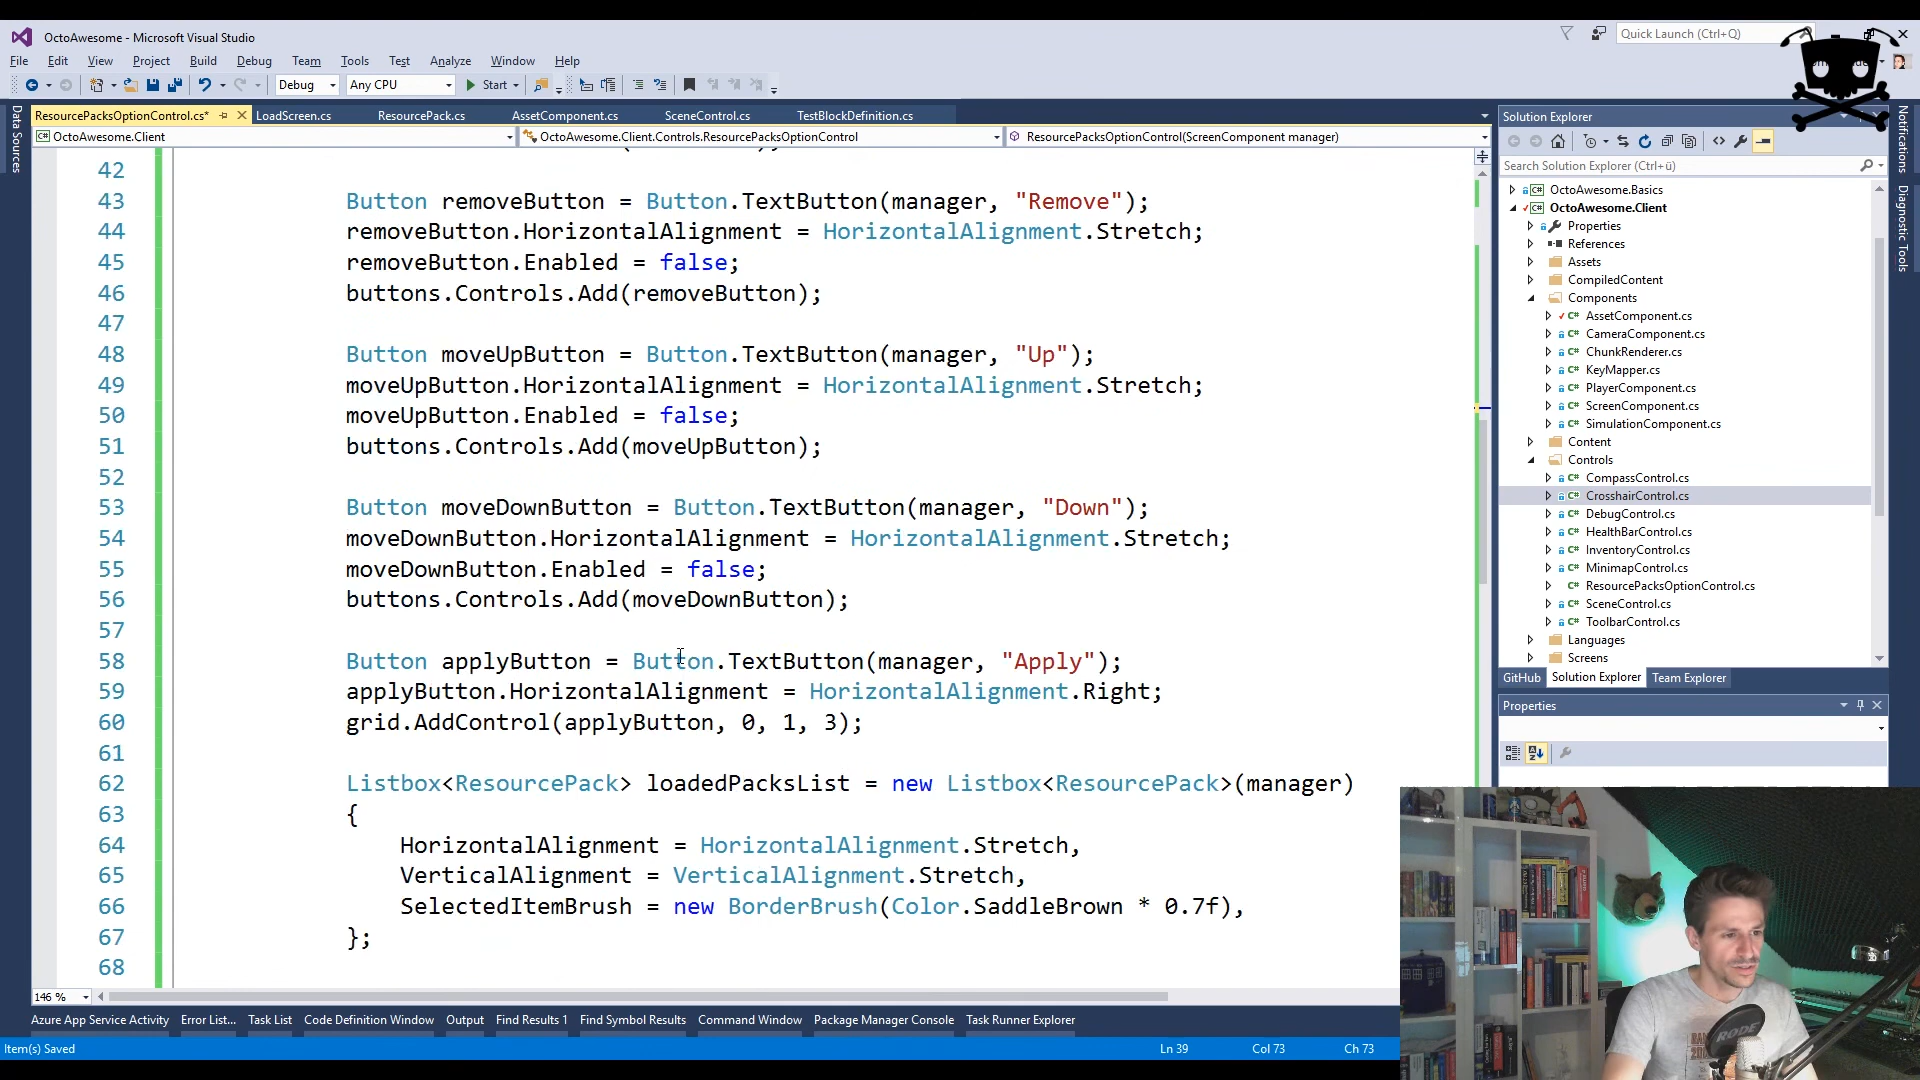 OctoAwesome - Microsoft Visual Studio
Quick Launch (Ctrl+Q)
File Edit View Project Build Debug Team Tools Test Analyze Window Help
Debug Any CPU Start
ResourcePacksOptionControl.cs* LoadScreen.cs ResourcePack.cs AssetComponent.cs SceneControl.cs TestBlockDefinition.cs
OctoAwesome.Client OctoAwesome.Client.Controls.ResourcePacksOptionControl ResourcePacksOptionControl(ScreenComponent manager)
Data Sources
42
43 Button removeButton = Button.TextButton(manager, "Remove");
44 removeButton.HorizontalAlignment = HorizontalAlignment.Stretch;
45 removeButton.Enabled = false;
46 buttons.Controls.Add(removeButton);
47
48 Button moveUpButton = Button.TextButton(manager, "Up");
49 moveUpButton.HorizontalAlignment = HorizontalAlignment.Stretch;
50 moveUpButton.Enabled = false;
51 buttons.Controls.Add(moveUpButton);
52
53 Button moveDownButton = Button.TextButton(manager, "Down");
54 moveDownButton.HorizontalAlignment = HorizontalAlignment.Stretch;
55 moveDownButton.Enabled = false;
56 buttons.Controls.Add(moveDownButton);
57
58 Button applyButton = Button.TextButton(manager, "Apply");
59 applyButton.HorizontalAlignment = HorizontalAlignment.Right;
60 grid.AddControl(applyButton, 0, 1, 3);
61
62 Listbox<ResourcePack> loadedPacksList = new Listbox<ResourcePack>(manager)
63 {
64 HorizontalAlignment = HorizontalAlignment.Stretch,
65 VerticalAlignment = VerticalAlignment.Stretch,
66 SelectedItemBrush = new BorderBrush(Color.SaddleBrown * 0.7f),
67 };
68
146 %
Solution Explorer
Search Solution Explorer (Ctrl+ü)
OctoAwesome.Basics
OctoAwesome.Client
Properties
References
Assets
CompiledContent
Components
AssetComponent.cs
CameraComponent.cs
ChunkRenderer.cs
KeyMapper.cs
PlayerComponent.cs
ScreenComponent.cs
SimulationComponent.cs
Content
Controls
CompassControl.cs
CrosshairControl.cs
DebugControl.cs
HealthBarControl.cs
InventoryControl.cs
MinimapControl.cs
ResourcePacksOptionControl.cs
SceneControl.cs
ToolbarControl.cs
Languages
Screens
GitHub Solution Explorer Team Explorer
Properties
Notifications
Diagnostic Tools
RODE
Azure App Service Activity Error List... Task List Code Definition Window Output Find Results 1 Find Symbol Results Command Window Package Manager Console Task Runner Explorer
Item(s) Saved Ln 39 Col 73 Ch 73